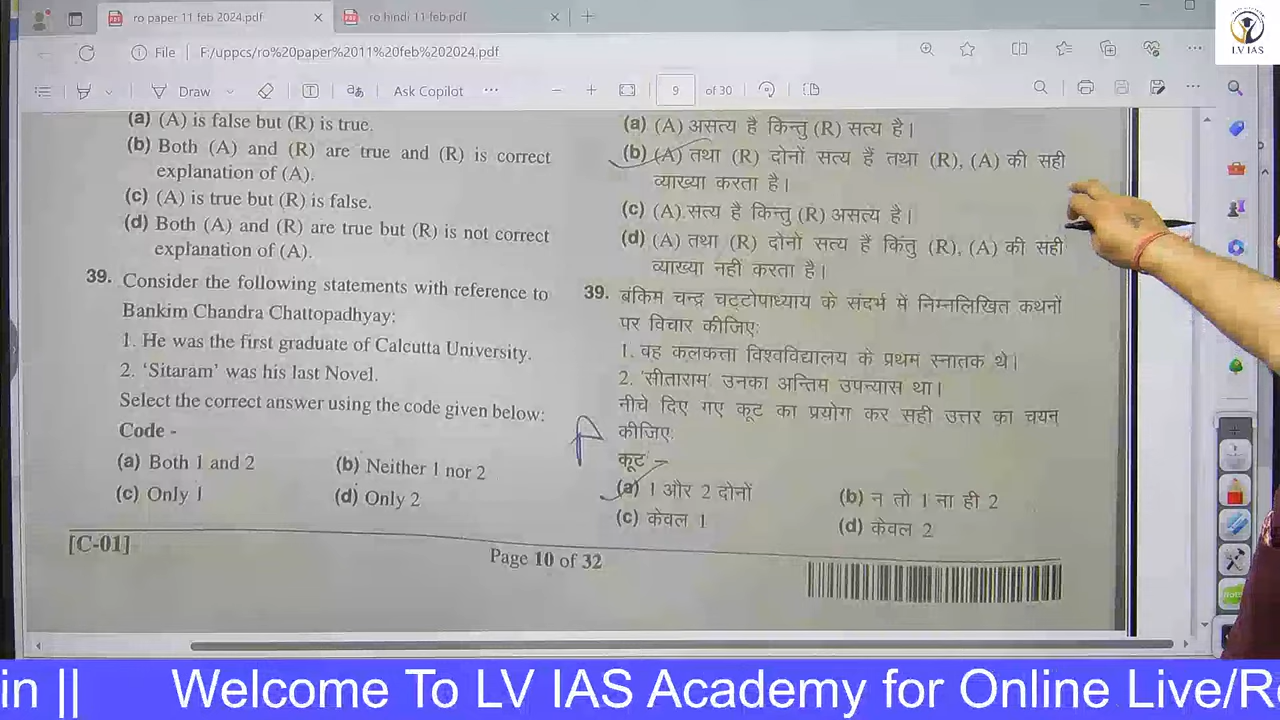 ro paper 11 feb 2024.pdf
ro hindi 11 feb.pdf
File F:/uppcs/ro%20paper%2011%20feb%202024.pdf
Draw
Ask Copilot
9 of 30
LV IAS
(a) (A) is false but (R) is true.
(b) Both (A) and (R) are true and (R) is correct
explanation of (A).
(c) (A) is true but (R) is false.
(d) Both (A) and (R) are true but (R) is not correct
explanation of (A).
39. Consider the following statements with reference to
Bankim Chandra Chattopadhyay:
1. He was the first graduate of Calcutta University.
2. ‘Sitaram’ was his last Novel.
Select the correct answer using the code given below:
Code -
(a) Both 1 and 2 (b) Neither 1 nor 2
(c) Only 1 (d) Only 2
(a) (A) असत्य है किन्तु (R) सत्य है।
(b) (A) तथा (R) दोनों सत्य हैं तथा (R), (A) की सही
व्याख्या करता है।
(c) (A) सत्य है किन्तु (R) असत्य है।
(d) (A) तथा (R) दोनों सत्य हैं किंतु (R), (A) की सही
व्याख्या नहीं करता है।
39. बंकिम चन्द्र चट्टोपाध्याय के संदर्भ में निम्नलिखित कथनों
पर विचार कीजिए:
1. वह कलकत्ता विश्वविद्यालय के प्रथम स्नातक थे।
2. ‘सीताराम’ उनका अन्तिम उपन्यास था।
नीचे दिए गए कूट का प्रयोग कर सही उत्तर का चयन
कीजिए:
कूट –
(a) 1 और 2 दोनों (b) न तो 1 ना ही 2
(c) केवल 1 (d) केवल 2
[C-01]
Page 10 of 32
in || Welcome To LV IAS Academy for Online Live/R